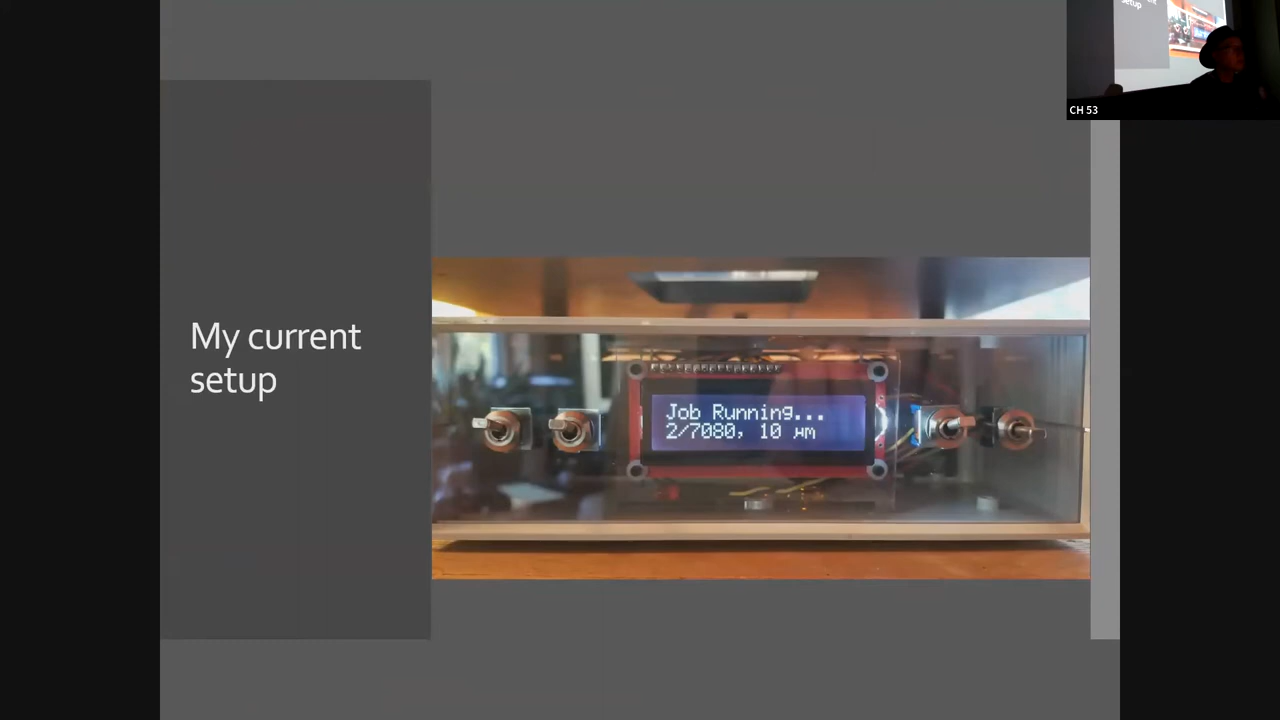 CH 53
My current
setup
Job Running...
2/7080, 10 µm